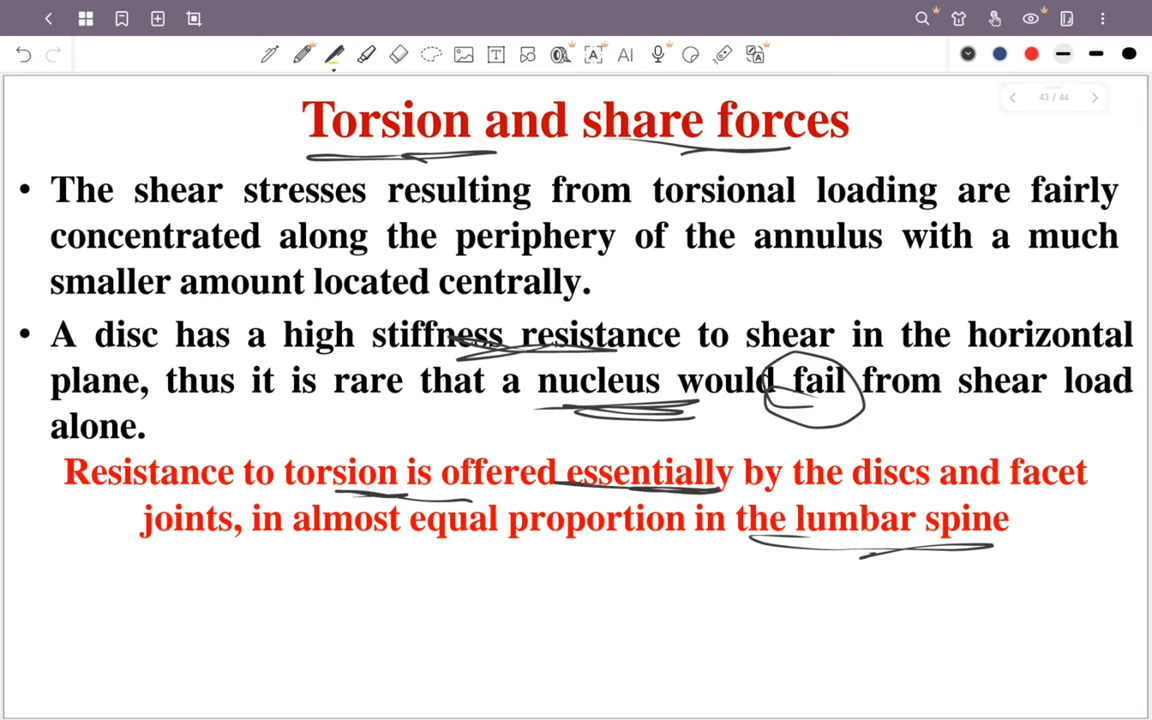 43 / 44
Torsion and share forces
• The shear stresses resulting from torsional loading are fairly
concentrated along the periphery of the annulus with a much
smaller amount located centrally.
• A disc has a high stiffness resistance to shear in the horizontal
plane, thus it is rare that a nucleus would fail from shear load
alone.
Resistance to torsion is offered essentially by the discs and facet
joints, in almost equal proportion in the lumbar spine